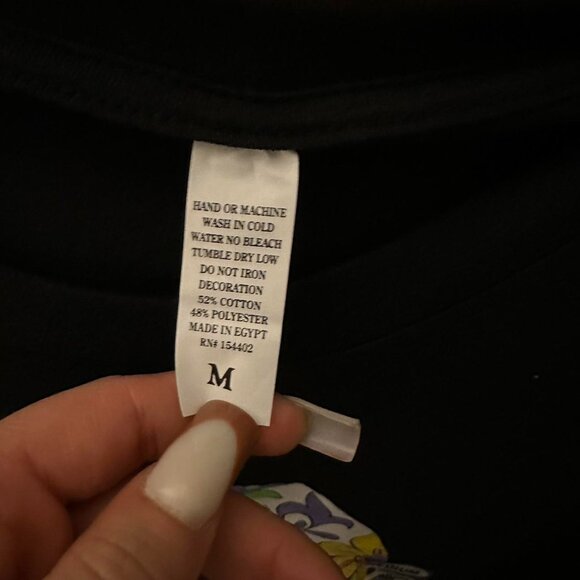 HAND OR MACHINE
WASH IN COLD
WATER NO BLEACH
TUMBLE DRY LOW
DO NOT IRON
DECORATION
52% COTTON
48% POLYESTER
MADE IN EGYPT
RN# 154402
M